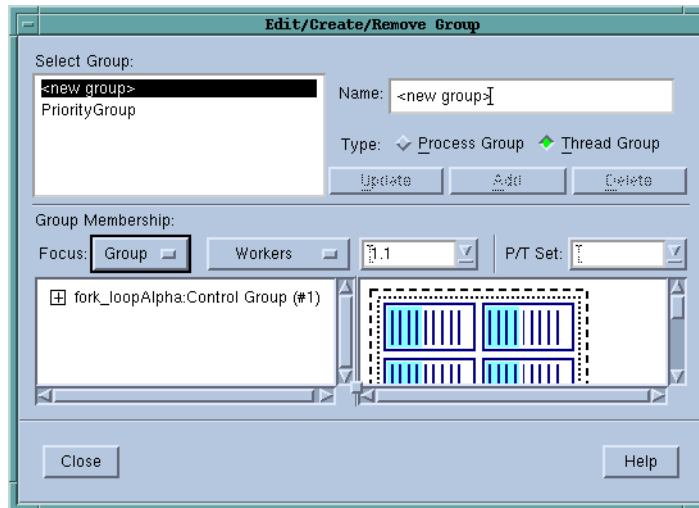 Edit/Create/Remove Group
Select Group:
<new group>
PriorityGroup
Name: <new group>
Type: Process Group Thread Group
Update Add Delete
Group Membership:
Focus: Group Workers 1.1 P/T Set: [
fork_loopAlpha:Control Group (#1)
Close Help